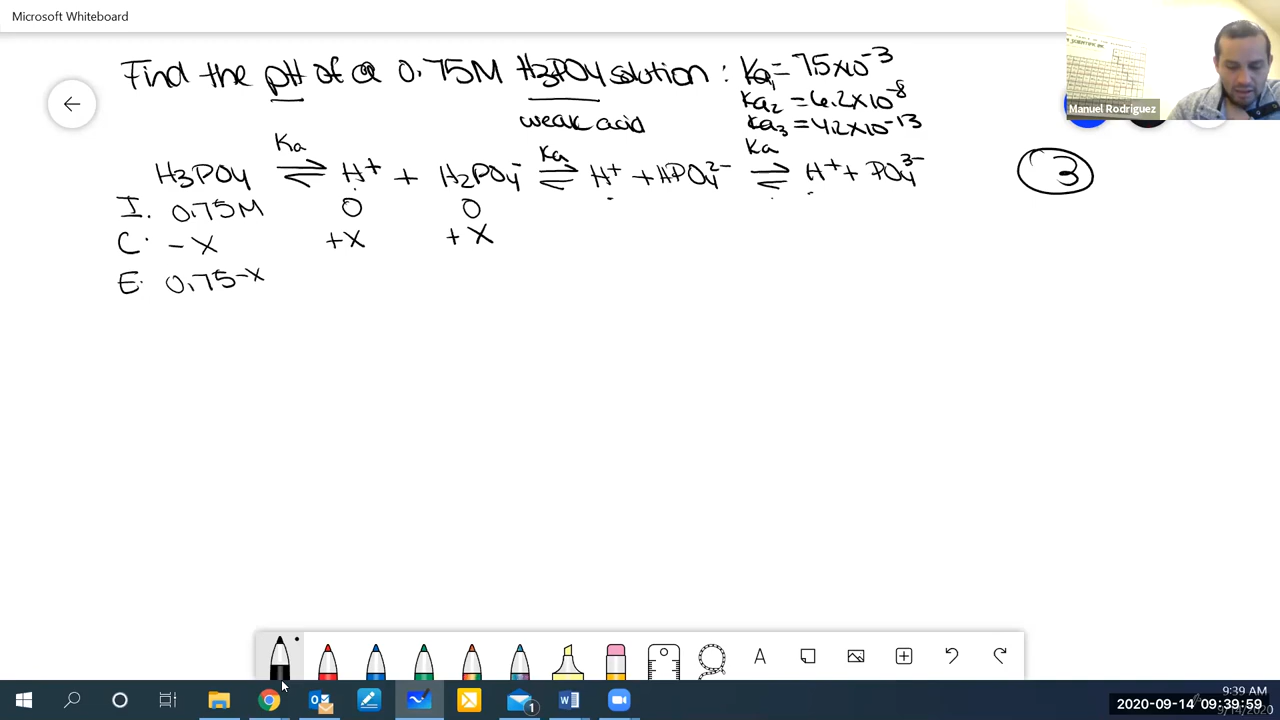 Microsoft Whiteboard
Find the pH of a 0.75M H3PO4 solution : Ka1 = 7.5x10^-3
Ka2 = 6.2x10^-8
weak acid
Ka3 = 4.2x10^-13
Manuel Rodriguez
Ka Ka Ka
H3PO4 ⇌ H+ + H2PO4- ⇌ H+ + HPO4^2- ⇌ H+ + PO4^3-
3
I. 0.75M 0 0
C. -X +X +X
E. 0.75-X
A
1
9:39 AM
2020-09-14 09:39:59